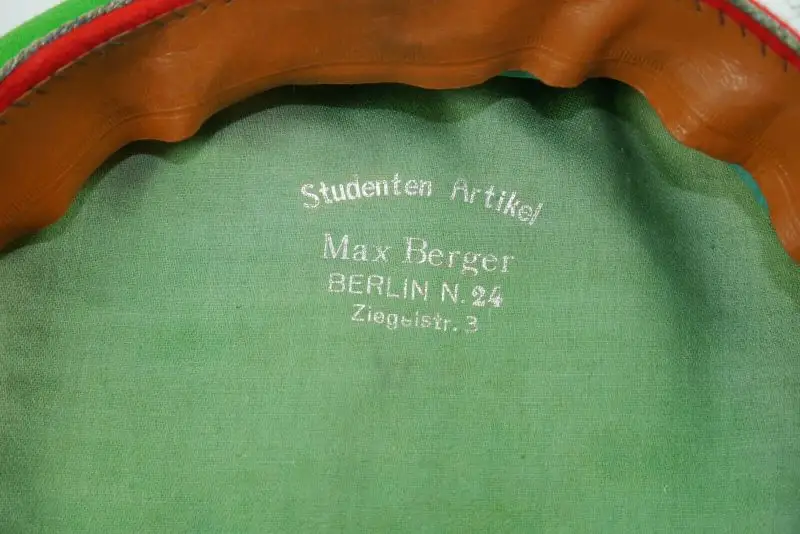 Studenten Artikel
Max Berger
BERLIN N. 24
Ziegelstr. 3